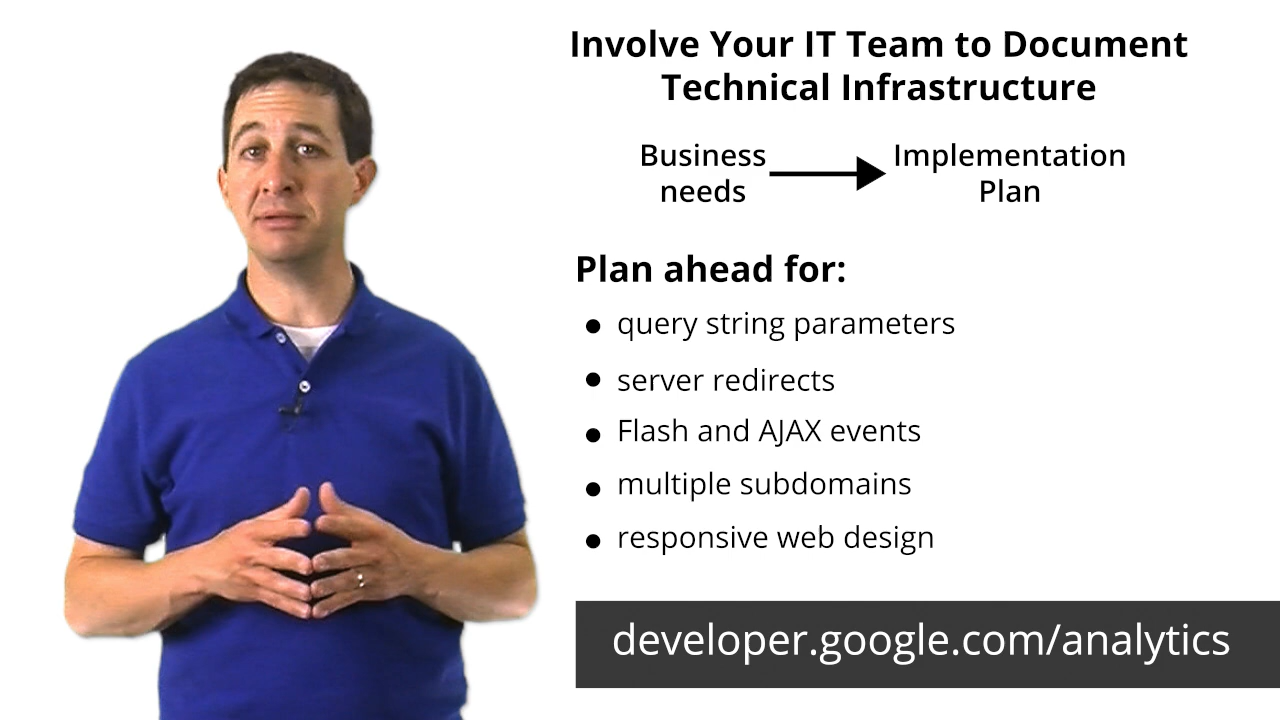 Involve Your IT Team to Document
Technical Infrastructure
Business
needs
Implementation
Plan
Plan ahead for:
• query string parameters
• server redirects
• Flash and AJAX events
• multiple subdomains
• responsive web design
developer.google.com/analytics